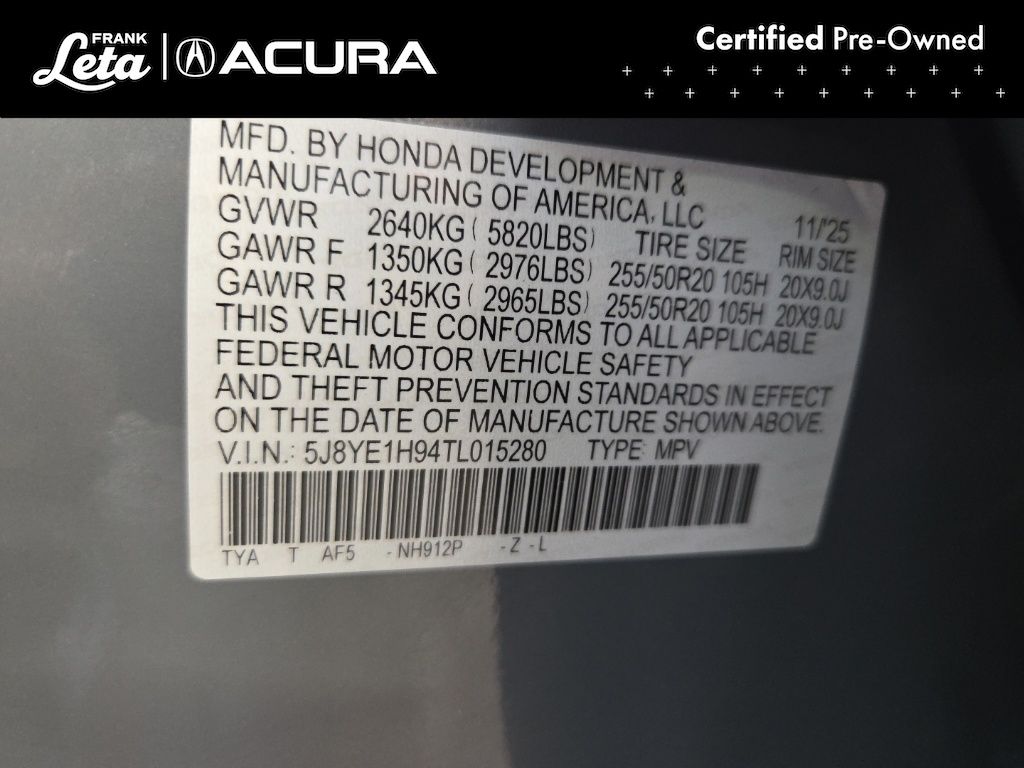 FRANK
Leta
ACURA
Certified Pre-Owned
MFD. BY HONDA DEVELOPMENT &
MANUFACTURING OF AMERICA, LLC 11/'25
GVWR 2640KG ( 5820LBS) TIRE SIZE RIM SIZE
GAWR F 1350KG ( 2976LBS) 255/50R20 105H 20X9.0J
GAWR R 1345KG ( 2965LBS) 255/50R20 105H 20X9.0J
THIS VEHICLE CONFORMS TO ALL APPLICABLE
FEDERAL MOTOR VEHICLE SAFETY
AND THEFT PREVENTION STANDARDS IN EFFECT
ON THE DATE OF MANUFACTURE SHOWN ABOVE.
V.I.N.: 5J8YE1H94TL015280 TYPE: MPV
TYA T AF5 - NH912P - Z - L